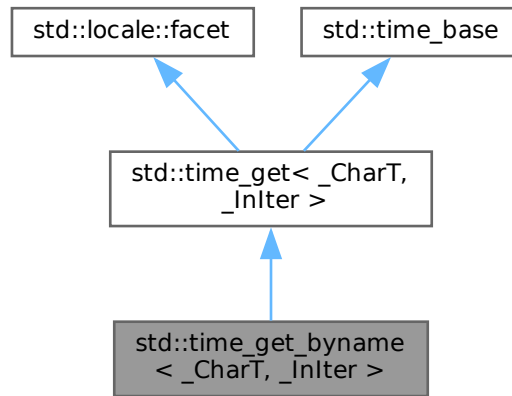 std::locale::facet
std::time_base
std::time_get< _CharT,
_InIter >
std::time_get_byname
< _CharT, _InIter >